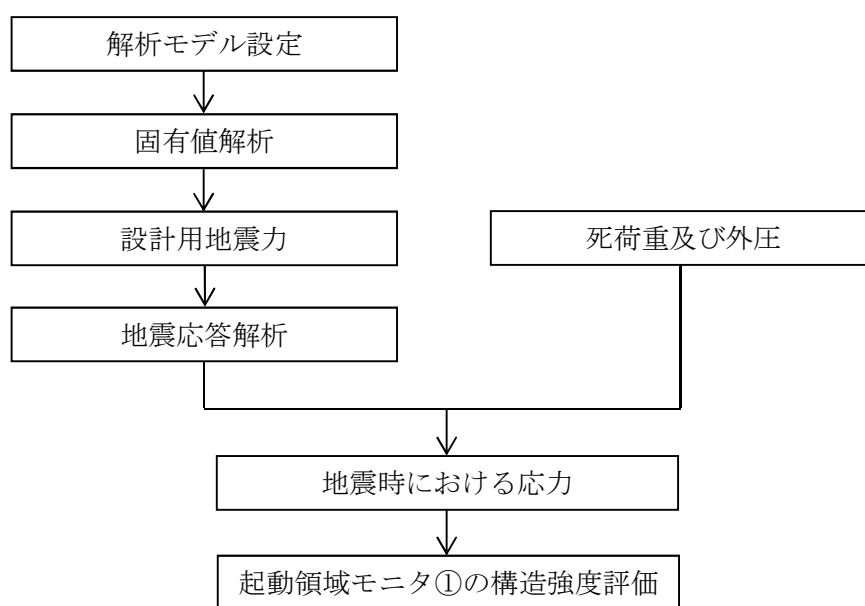 解析モデル設定
固有値解析
設計用地震力
死荷重及び外圧
地震応答解析
地震時における応力
起動領域モニタ①の構造強度評価